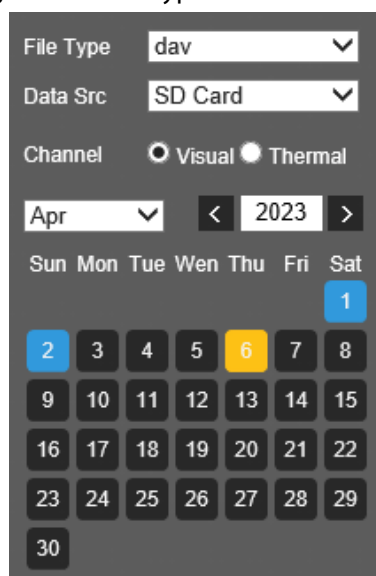 File Type dav
Data Src SD Card
Channel Visual Thermal
Apr < 2023 >
Sun Mon Tue Wen Thu Fri Sat
1
2 3 4 5 6 7 8
9 10 11 12 13 14 15
16 17 18 19 20 21 22
23 24 25 26 27 28 29
30